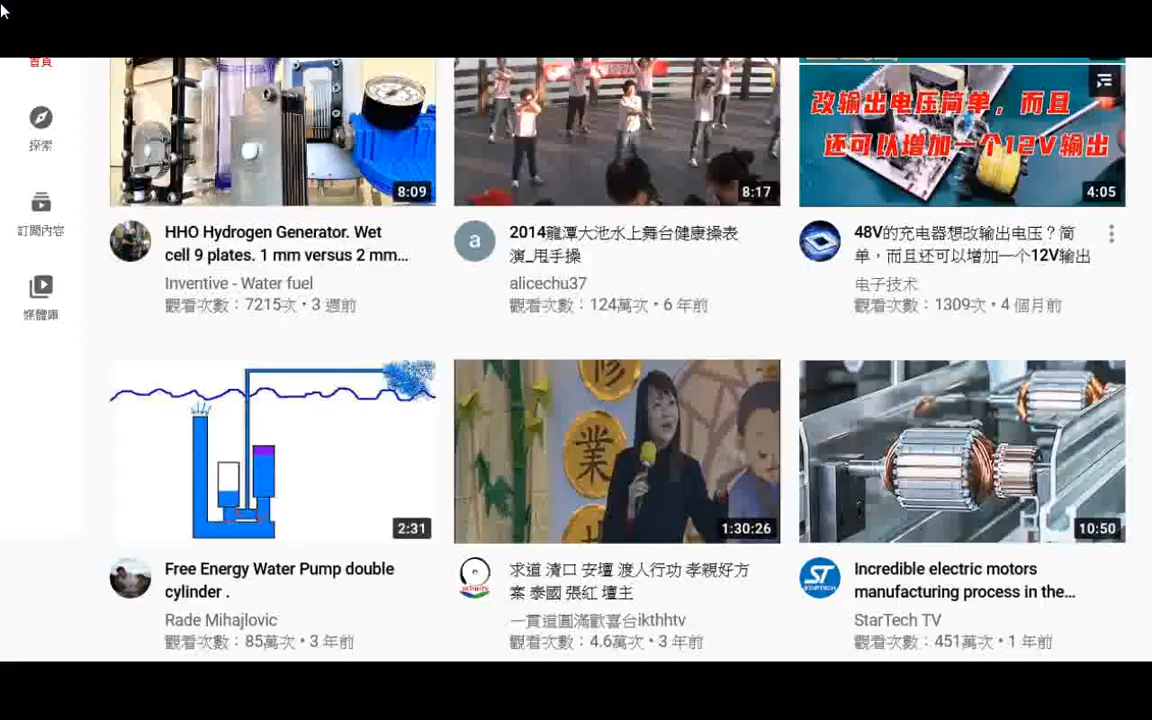 首頁
探索
訂閱內容
媒體庫
8:09
HHO Hydrogen Generator. Wet
cell 9 plates. 1 mm versus 2 mm...
Inventive - Water fuel
觀看次數：7215次 • 3 週前
8:17
a
2014龍潭大池水上舞台健康操表
演_甩手操
alicechu37
觀看次數：124萬次 • 6 年前
改输出电压简单，而且
还可以增加一个12V输出
4:05
48V的充电器想改输出电压？简
单，而且还可以增加一个12V输出
电子技术
觀看次數：1309次 • 4 個月前
2:31
Free Energy Water Pump double
cylinder .
Rade Mihajlovic
觀看次數：85萬次 • 3 年前
修
業
1:30:26
求道 清口 安壇 渡人行功 孝親好方
案 泰國 張紅 壇主
一貫道圓滿歡喜台ikthhtv
觀看次數：4.6萬次 • 3 年前
10:50
ST
STARTECH
Incredible electric motors
manufacturing process in the...
StarTech TV
觀看次數：451萬次 • 1 年前